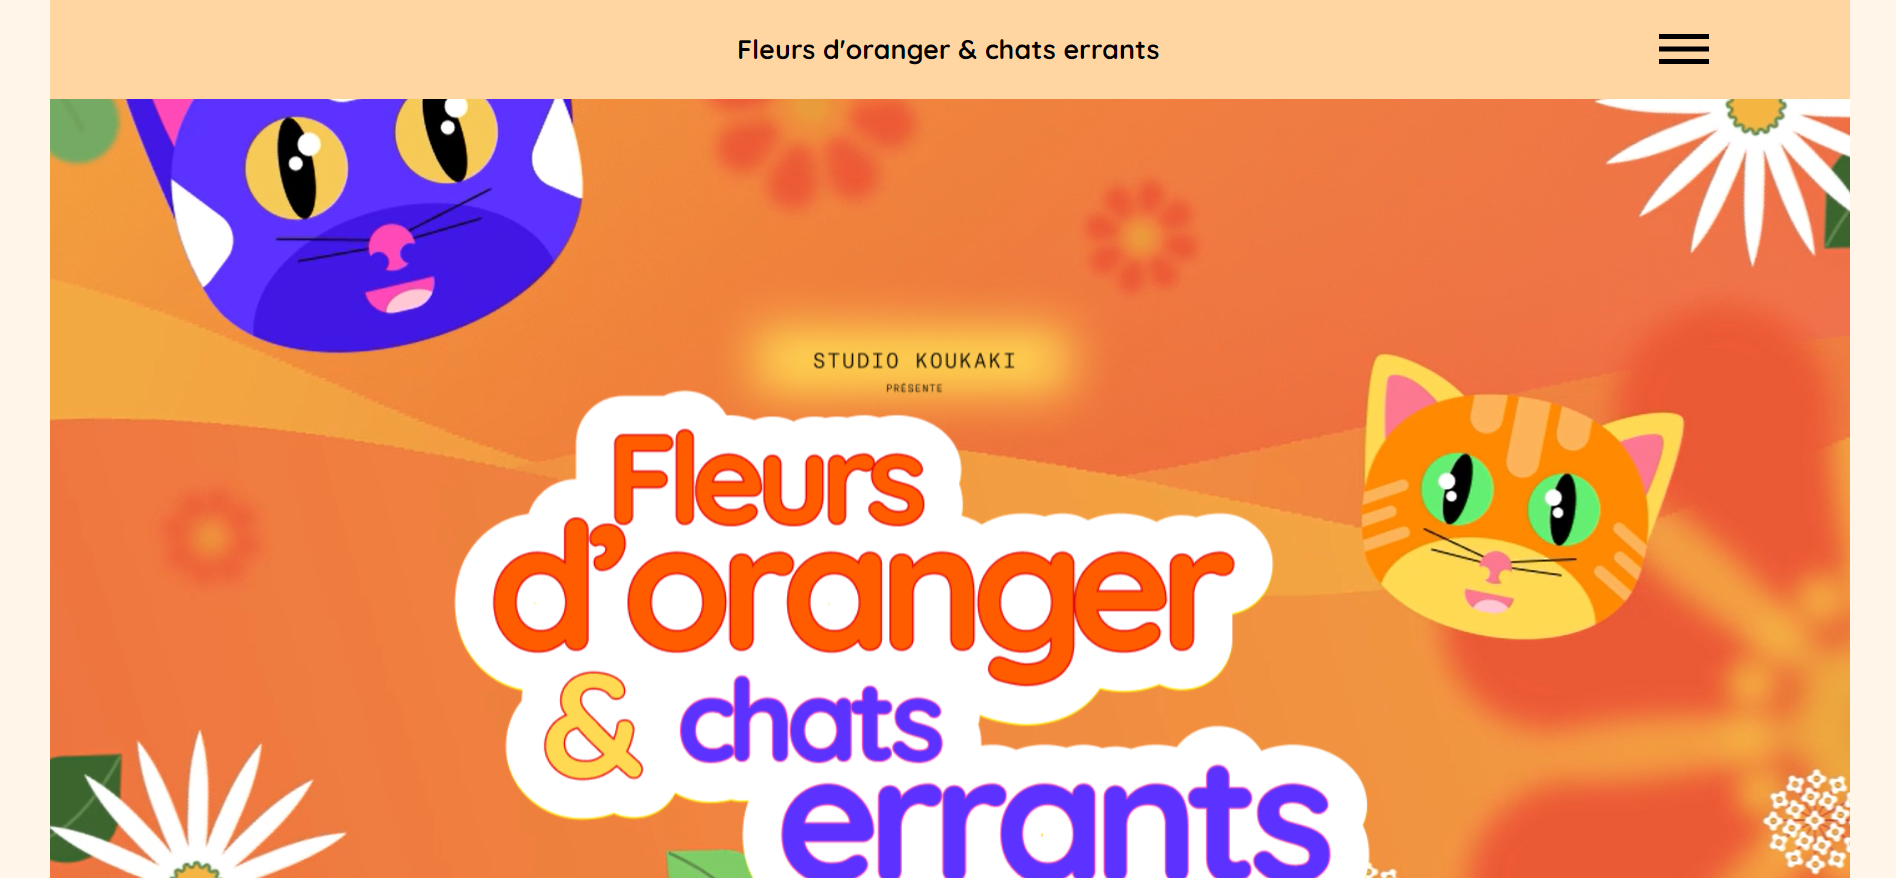 Fleurs d'oranger & chats errants
STUDIO KOUKAKI
PRÉSENTE
Fleurs
d’oranger
& chats
errants